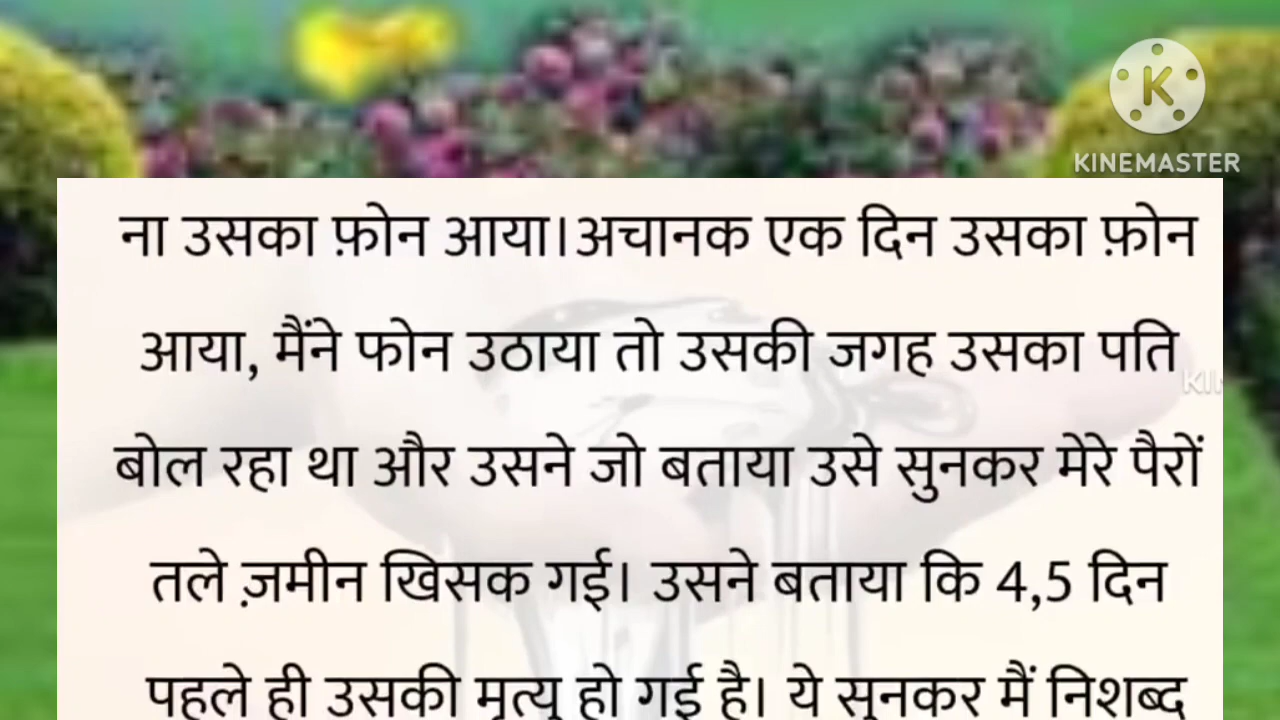 KINEMASTER
ना उसका फ़ोन आया।अचानक एक दिन उसका फ़ोन
आया, मैंने फोन उठाया तो उसकी जगह उसका पति
KI
बोल रहा था और उसने जो बताया उसे सुनकर मेरे पैरों
तले ज़मीन खिसक गई। उसने बताया कि 4,5 दिन
पहले ही उसकी मृत्यु हो गई है। ये सुनकर मैं निशब्द